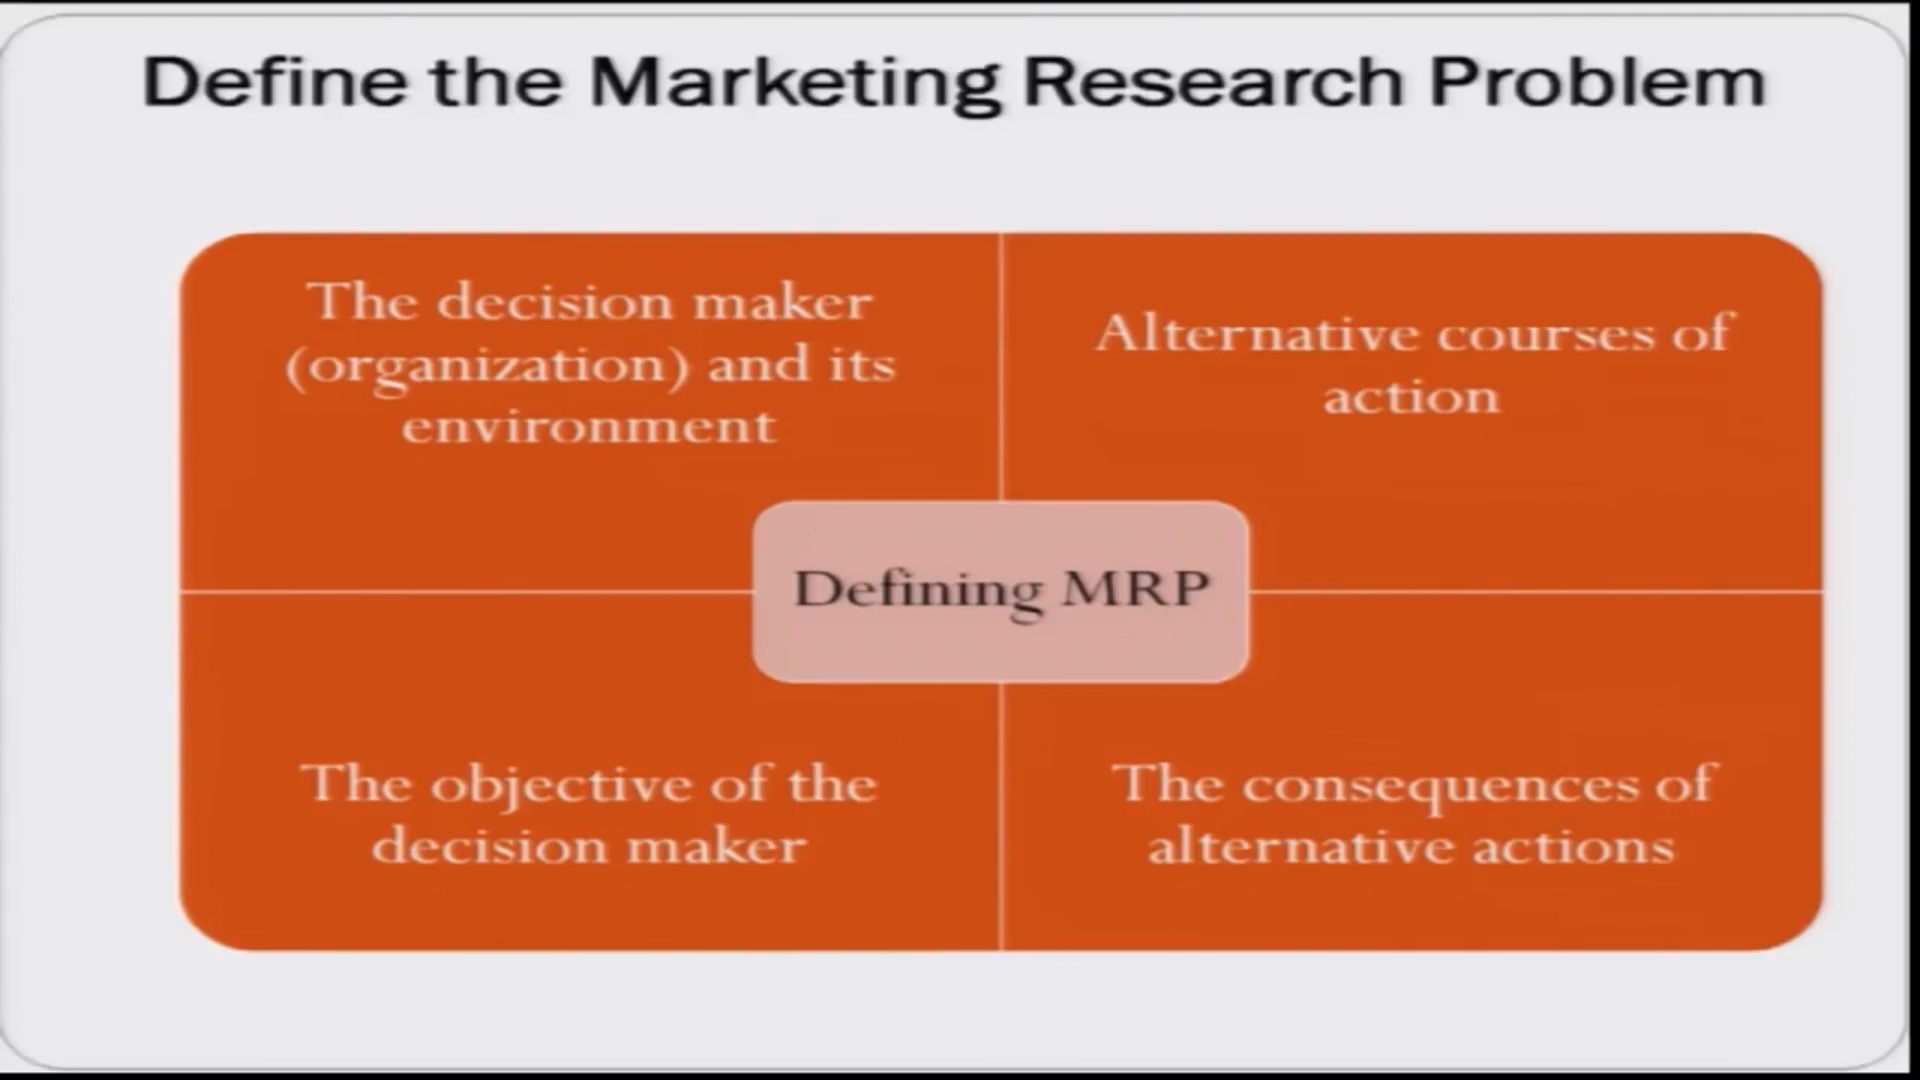 Define the Marketing Research Problem
The decision maker
(organization) and its
environment
Alternative courses of
action
Defining MRP
The objective of the
decision maker
The consequences of
alternative actions